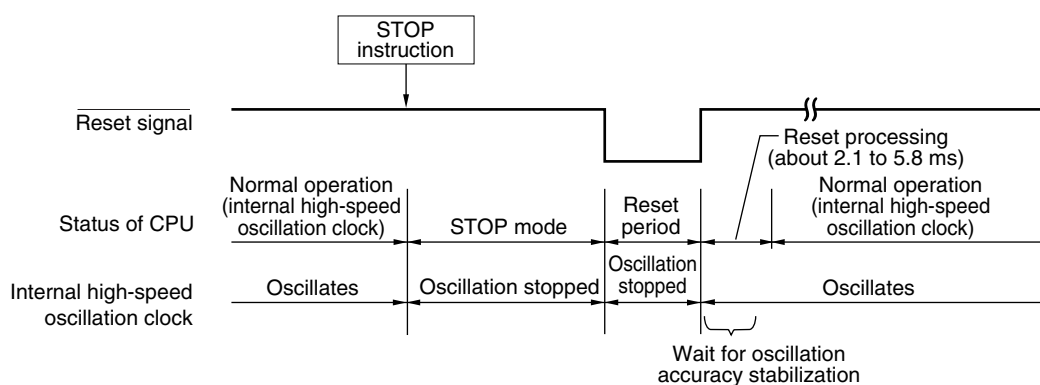 STOP
instruction
Reset signal
Reset processing
(about 2.1 to 5.8 ms)
Status of CPU
Normal operation
(internal high-speed
oscillation clock)
STOP mode
Reset
period
Normal operation
(internal high-speed
oscillation clock)
Internal high-speed
oscillation clock
Oscillates
Oscillation stopped
Oscillation
stopped
Oscillates
Wait for oscillation
accuracy stabilization